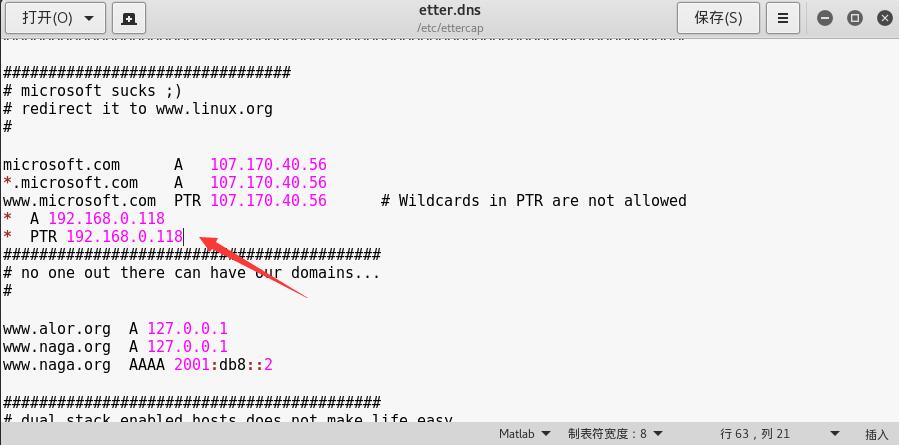 打开(O)
etter.dns
/etc/ettercap
保存(S)
################################
# microsoft sucks ;)
# redirect it to www.linux.org
#
microsoft.com      A   107.170.40.56
*.microsoft.com    A   107.170.40.56
www.microsoft.com  PTR 107.170.40.56      # Wildcards in PTR are not allowed
*  A 192.168.0.118
*  PTR 192.168.0.118
##########################################
# no one out there can have our domains...
#
www.alor.org  A 127.0.0.1
www.naga.org  A 127.0.0.1
www.naga.org  AAAA 2001:db8::2
##########################################
# dual stack enabled hosts does not make life easy
Matlab
制表符宽度：8
行 63，列 21
插入